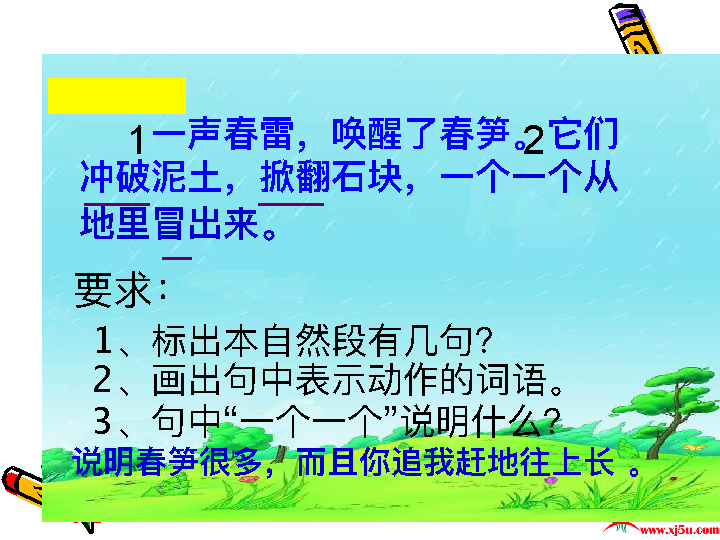 1一声春雷，唤醒了春笋。2它们
冲破泥土，掀翻石块，一个一个从
地里冒出来。
要求：
1、标出本自然段有几句？
2、画出句中表示动作的词语。
3、句中“一个一个”说明什么？
说明春笋很多，而且你追我赶地往上长 。
www.xj5u.com